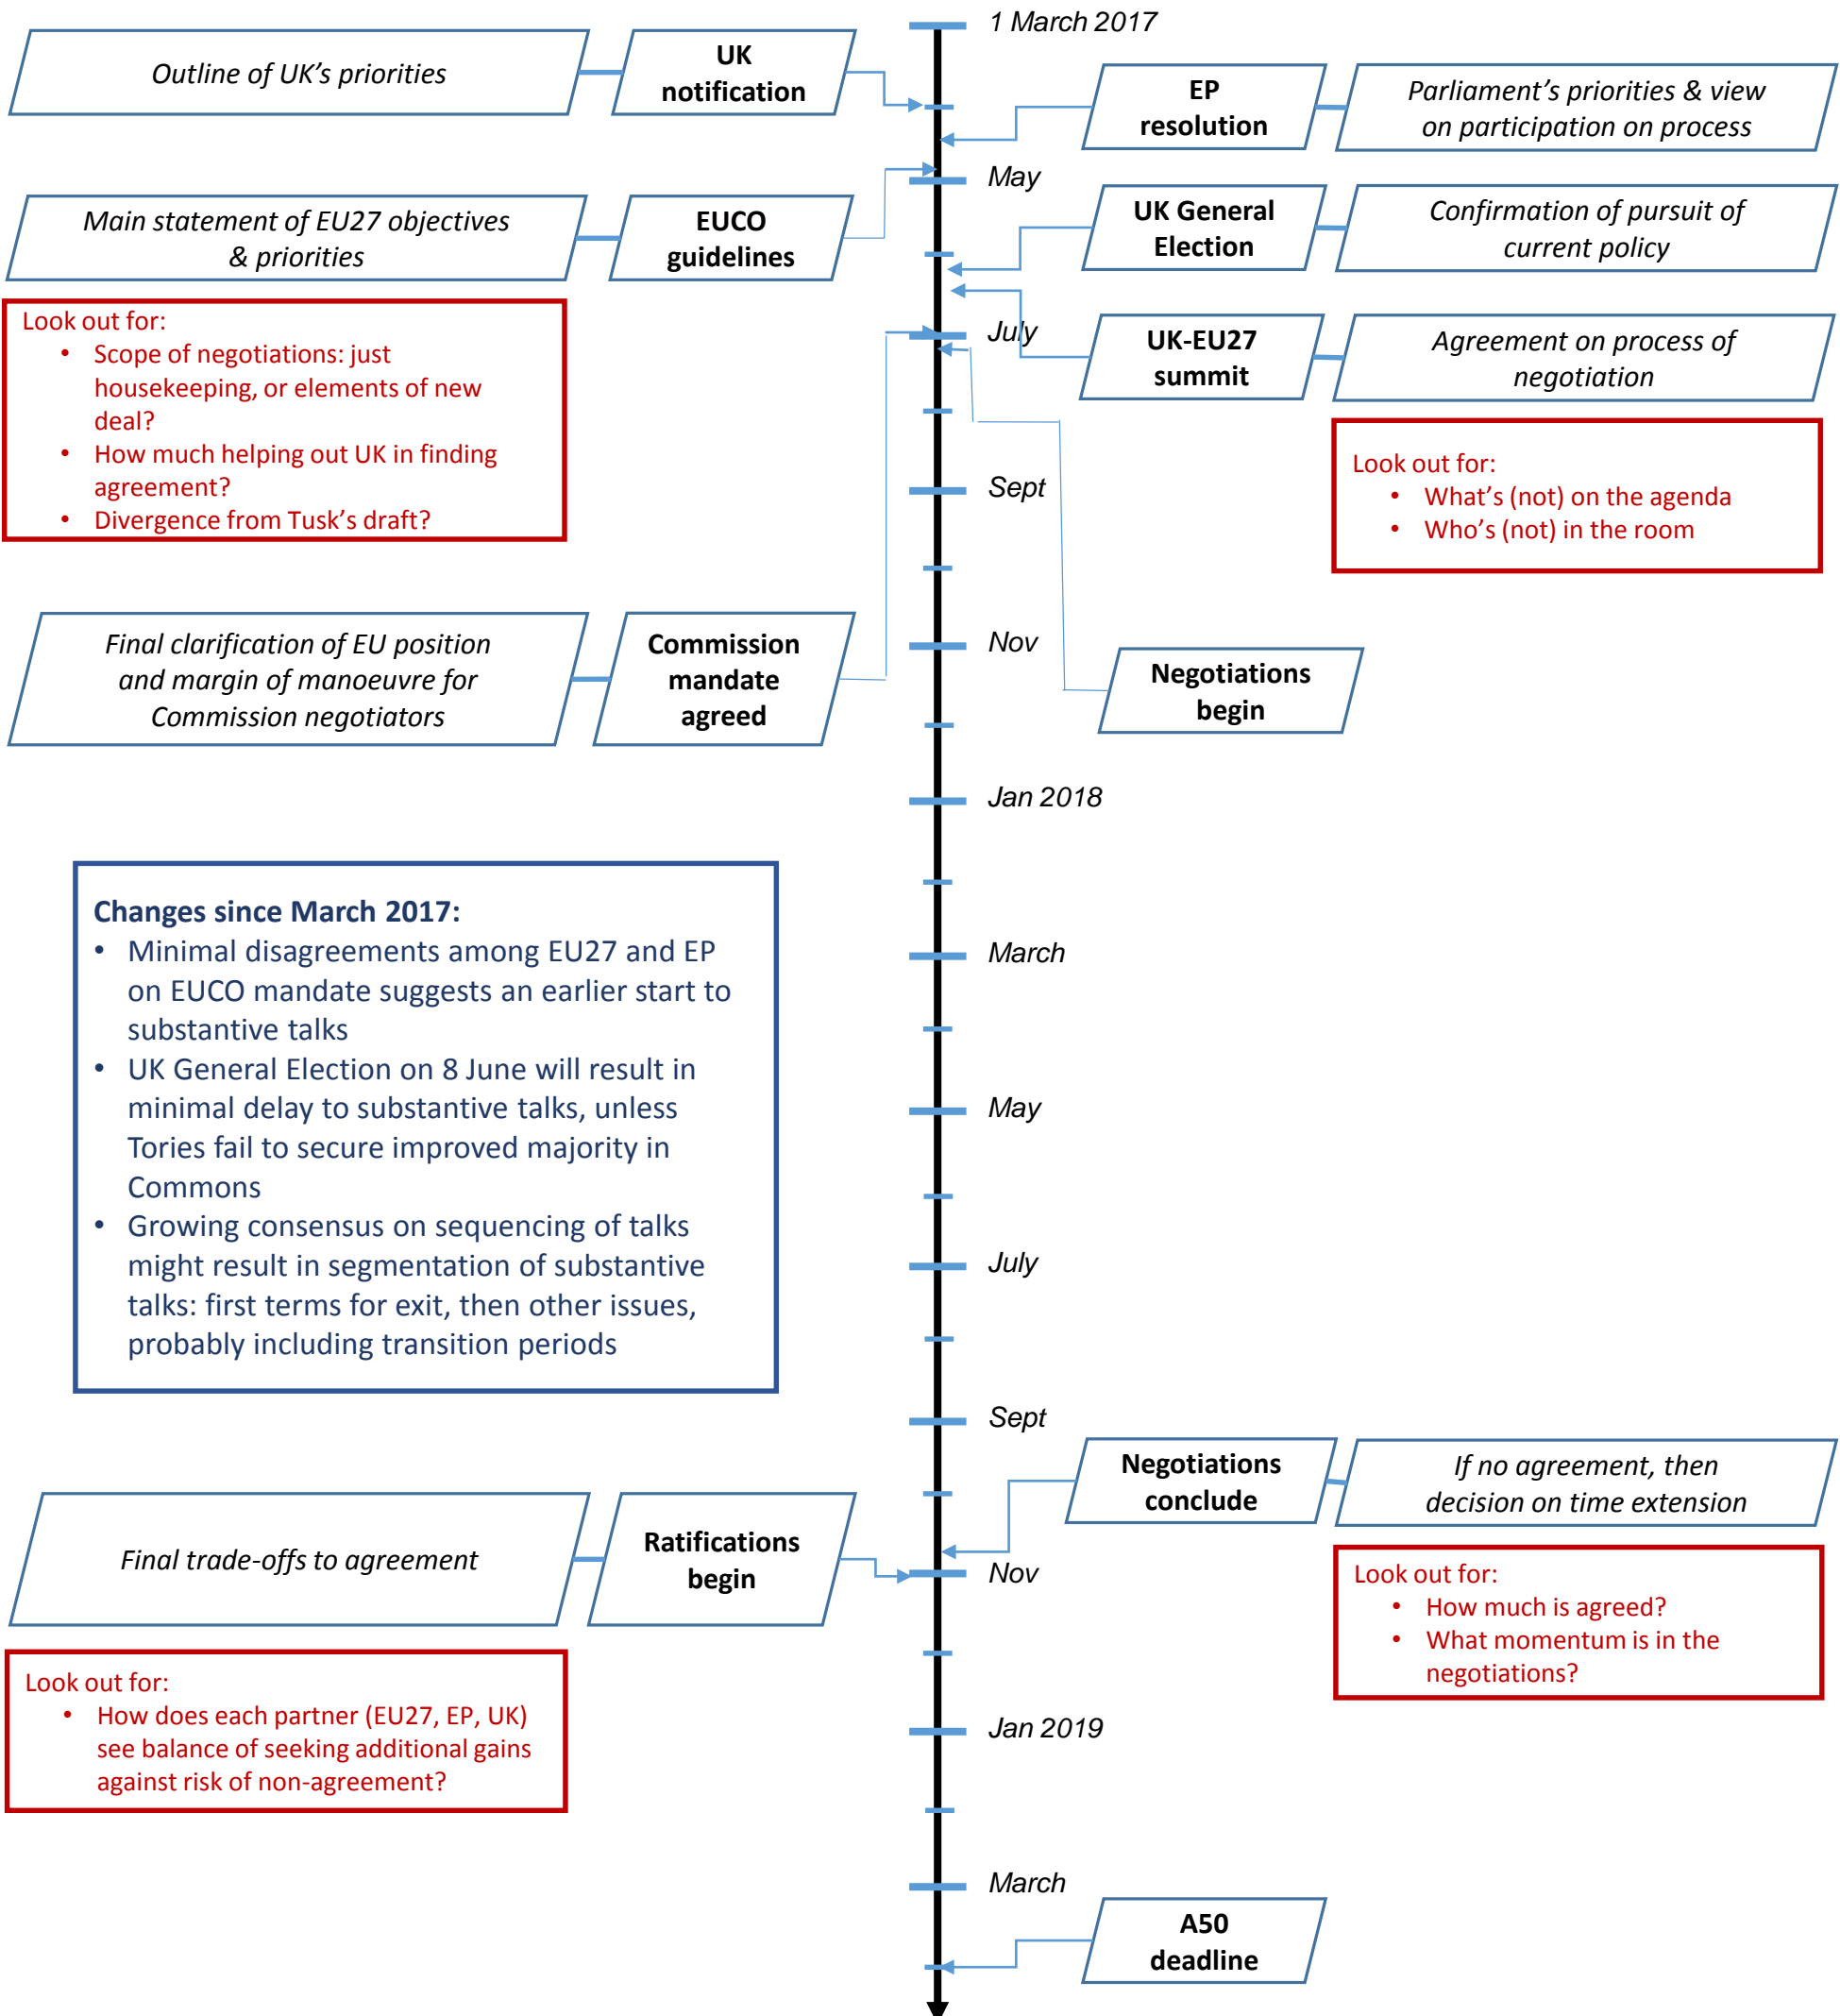 1 March 2017
Outline of UK's priorities
UK
notification
EP
resolution
Parliament's priorities & view
on participation on process
May
Main statement of EU27 objectives
& priorities
EUCO
guidelines
UK General
Election
Confirmation of pursuit of
current policy
Look out for:
• Scope of negotiations: just
housekeeping, or elements of new
deal?
• How much helping out UK in finding
agreement?
• Divergence from Tusk's draft?
July
UK-EU27
summit
Agreement on process of
negotiation
Look out for:
• What's (not) on the agenda
• Who's (not) in the room
Sept
Final clarification of EU position
and margin of manoeuvre for
Commission negotiators
Commission
mandate
agreed
Nov
Negotiations
begin
Jan 2018
Changes since March 2017:
• Minimal disagreements among EU27 and EP
on EUCO mandate suggests an earlier start to
substantive talks
• UK General Election on 8 June will result in
minimal delay to substantive talks, unless
Tories fail to secure improved majority in
Commons
• Growing consensus on sequencing of talks
might result in segmentation of substantive
talks: first terms for exit, then other issues,
probably including transition periods
March
May
July
Sept
Negotiations
conclude
If no agreement, then
decision on time extension
Final trade-offs to agreement
Ratifications
begin
Nov
Look out for:
• How much is agreed?
• What momentum is in the
negotiations?
Look out for:
• How does each partner (EU27, EP, UK)
see balance of seeking additional gains
against risk of non-agreement?
Jan 2019
March
A50
deadline